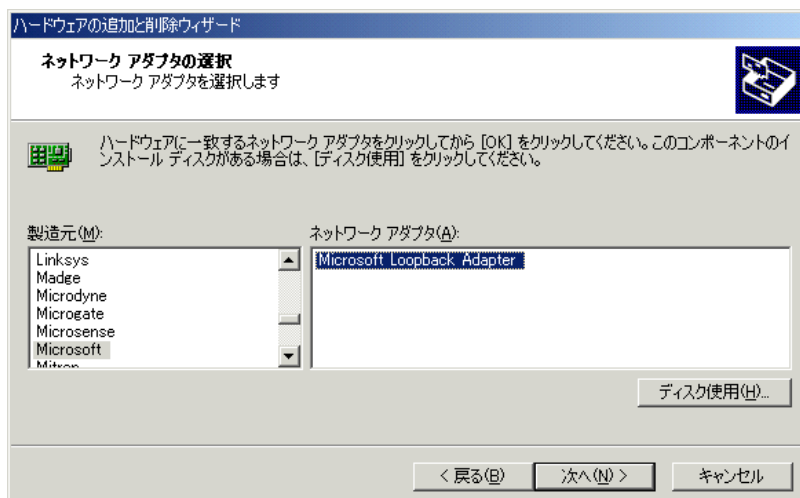 ハードウェアの追加と削除ウィザード
ネットワーク アダプタの選択
ネットワーク アダプタを選択します
ハードウェアに一致するネットワーク アダプタをクリックしてから [OK] をクリックしてください。このコンポーネントのイ
ンストール ディスクがある場合は、[ディスク使用] をクリックしてください。
製造元(M):
ネットワーク アダプタ(A):
Linksys
Madge
Microdyne
Microgate
Microsense
Microsoft
Mitron
Microsoft Loopback Adapter
ディスク使用(H)...
< 戻る(B)
次へ(N) >
キャンセル